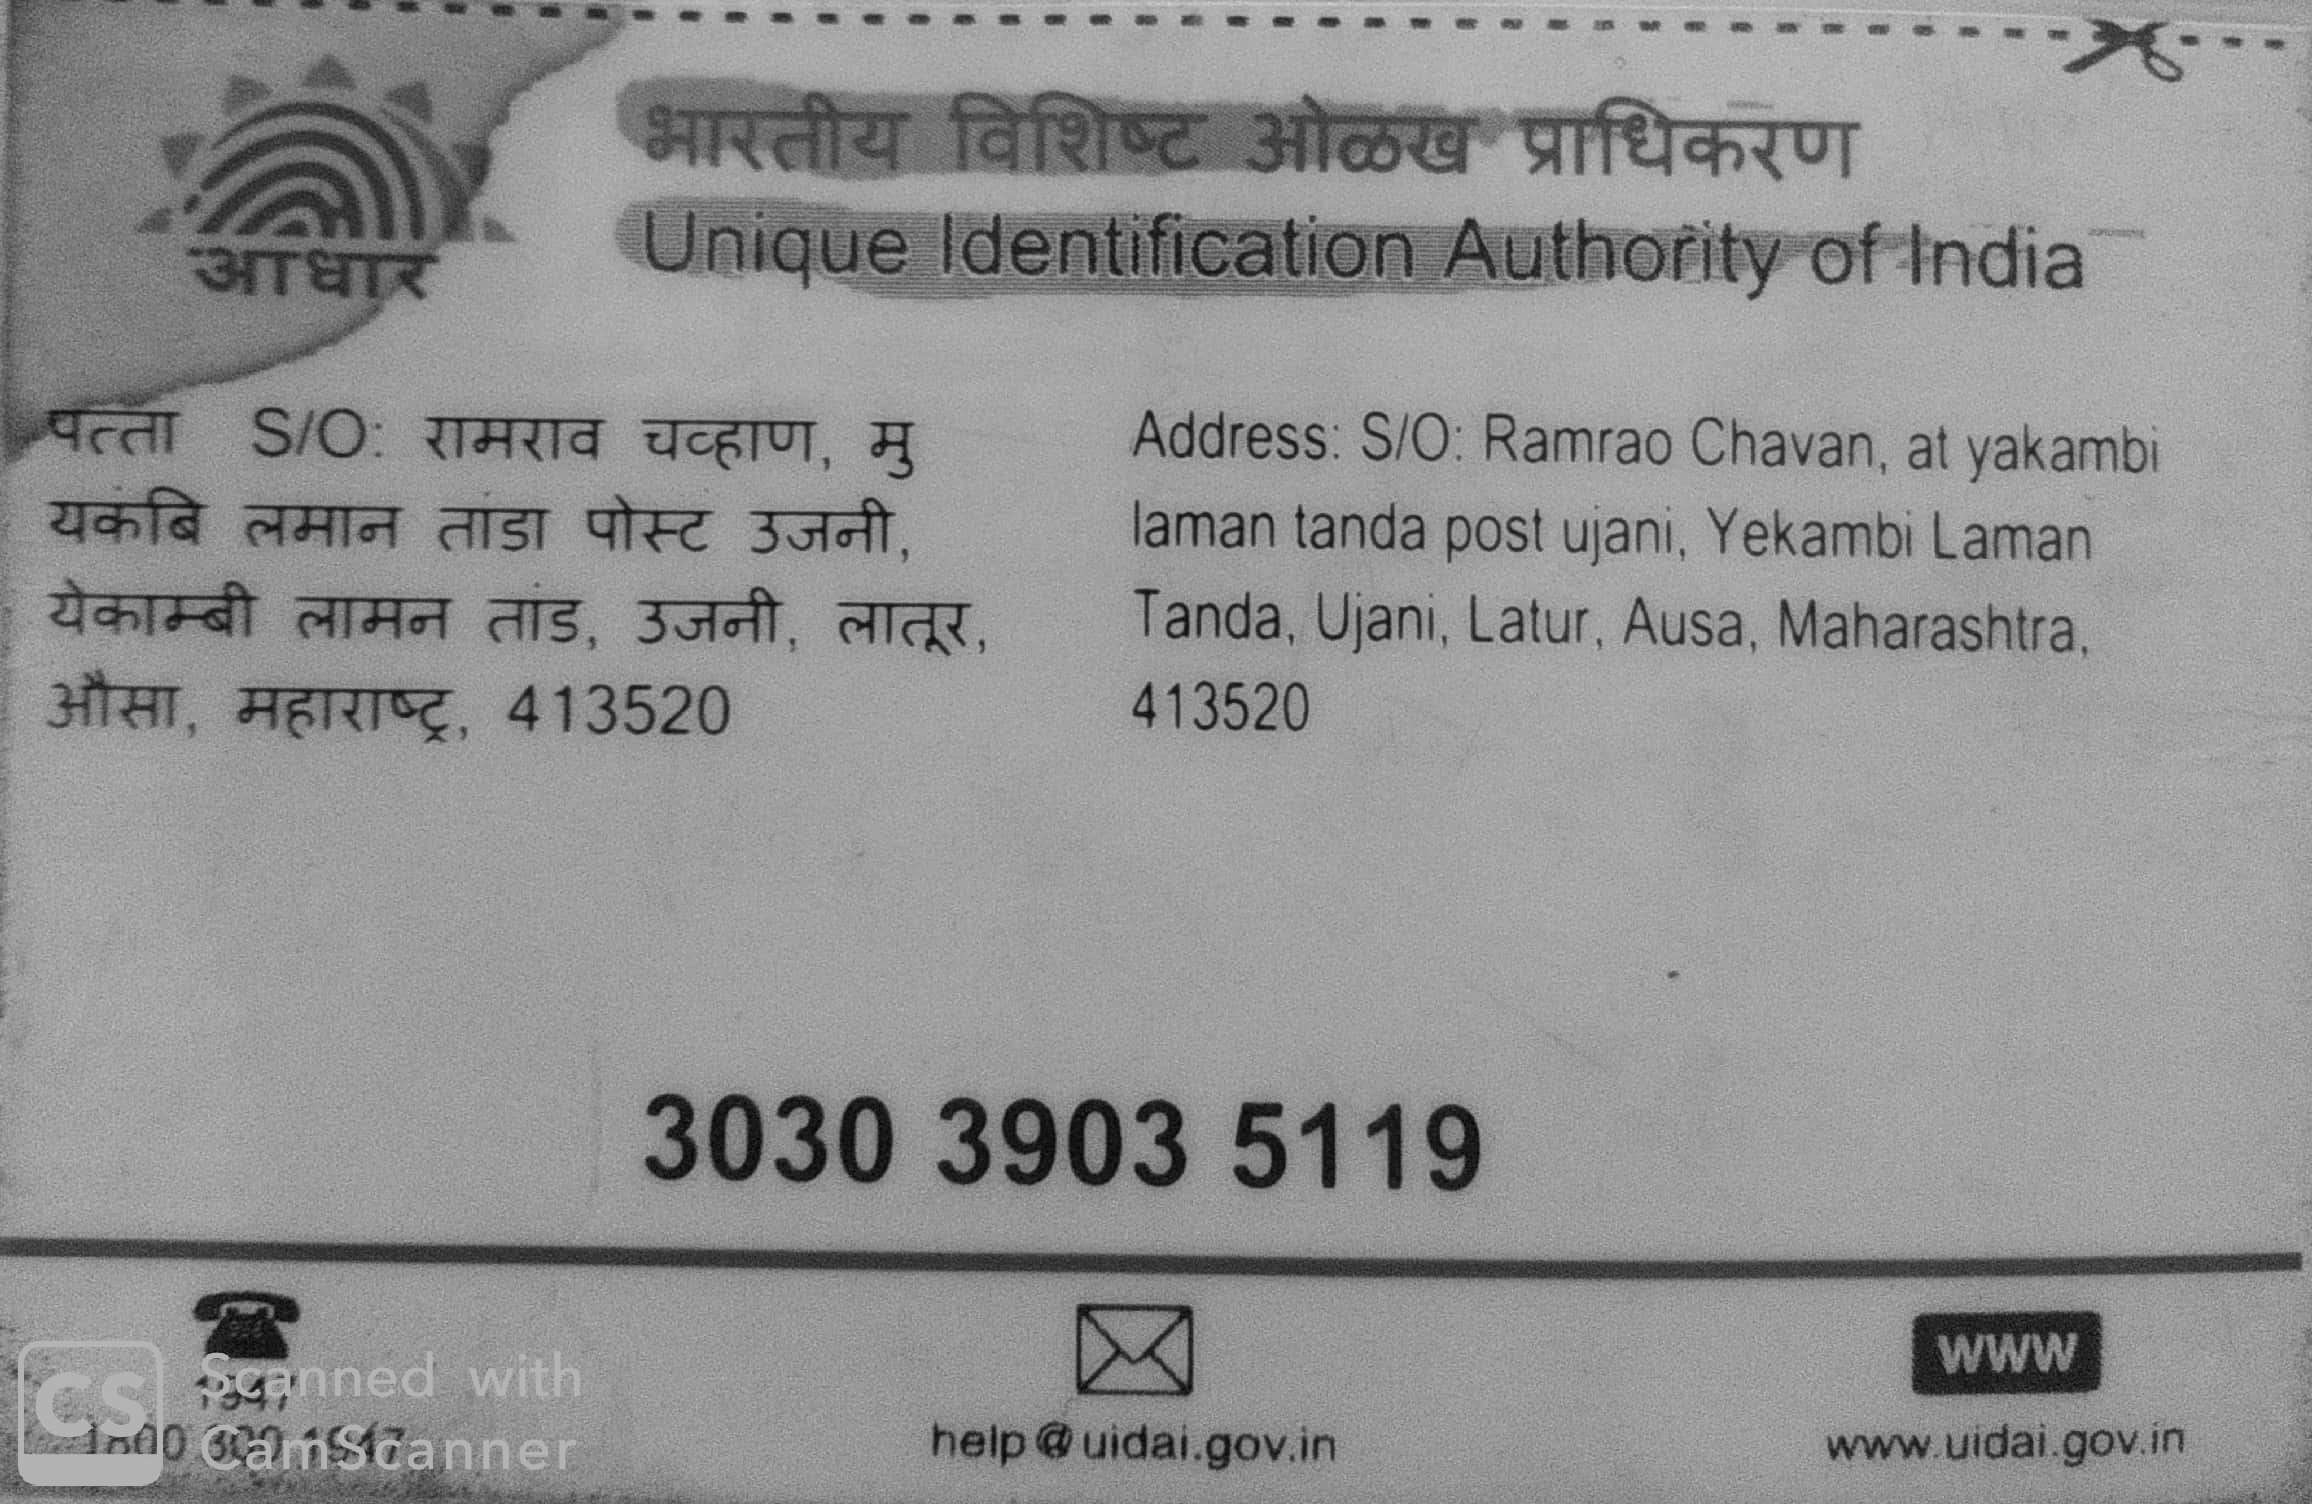 भारतीय विशिष्ट ओळख प्राधिकरण
Unique Identification Authority of India
आधार
पत्ता S/O: रामराव चव्हाण, मु
यकंबि लमान तांडा पोस्ट उजनी,
येकाम्बी लामन तांड, उजनी, लातूर,
औसा, महाराष्ट्र, 413520
Address: S/O: Ramrao Chavan, at yakambi
laman tanda post ujani, Yekambi Laman
Tanda, Ujani, Latur, Ausa, Maharashtra,
413520
3030 3903 5119
1947
1800 300 1947
help@uidai.gov.in
www
www.uidai.gov.in
CS
Scanned with
CamScanner